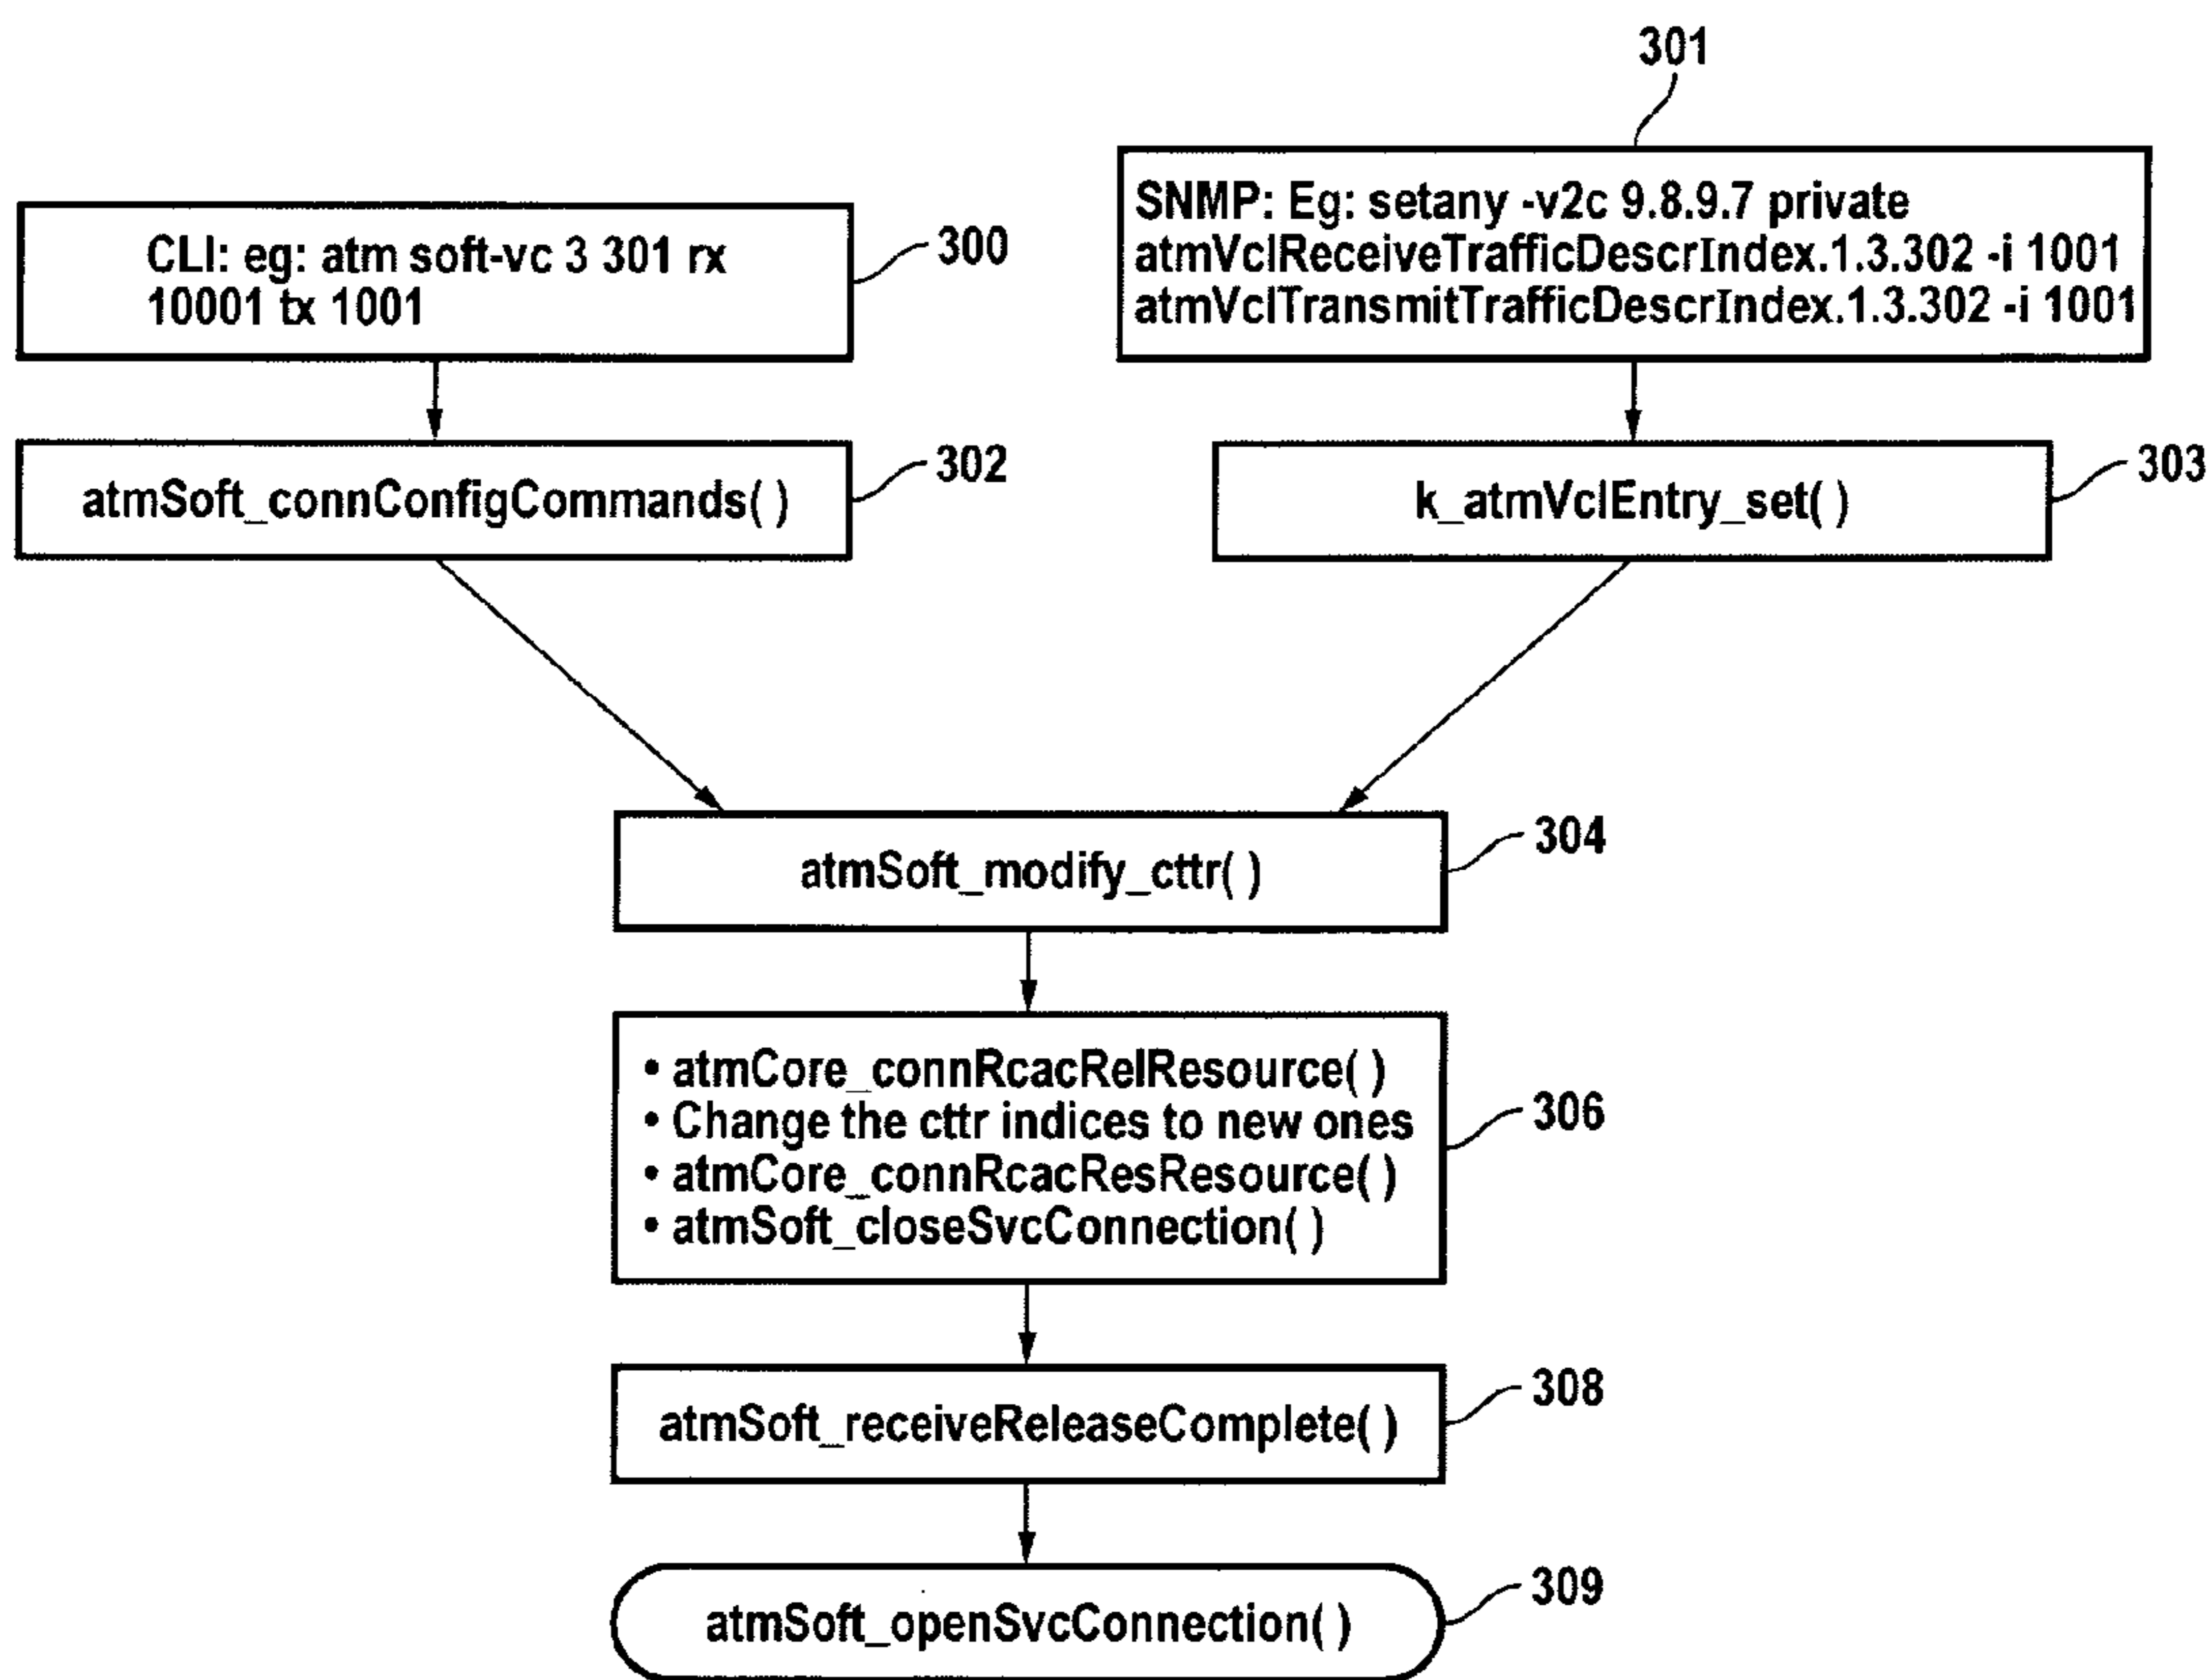 301
CLI: eg: atm soft-vc 3 301 rx
10001 tx 1001
300
SNMP: Eg: setany -v2c 9.8.9.7 private
atmVclReceiveTrafficDescrIndex.1.3.302 -i 1001
atmVclTransmitTrafficDescrIndex.1.3.302 -i 1001
atmSoft_connConfigCommands( )
302
k_atmVclEntry_set( )
303
atmSoft_modify_cttr( )
304
• atmCore_connRcacRelResource( )
• Change the cttr indices to new ones
• atmCore_connRcacResResource( )
• atmSoft_closeSvcConnection( )
306
atmSoft_receiveReleaseComplete( )
308
atmSoft_openSvcConnection( )
309